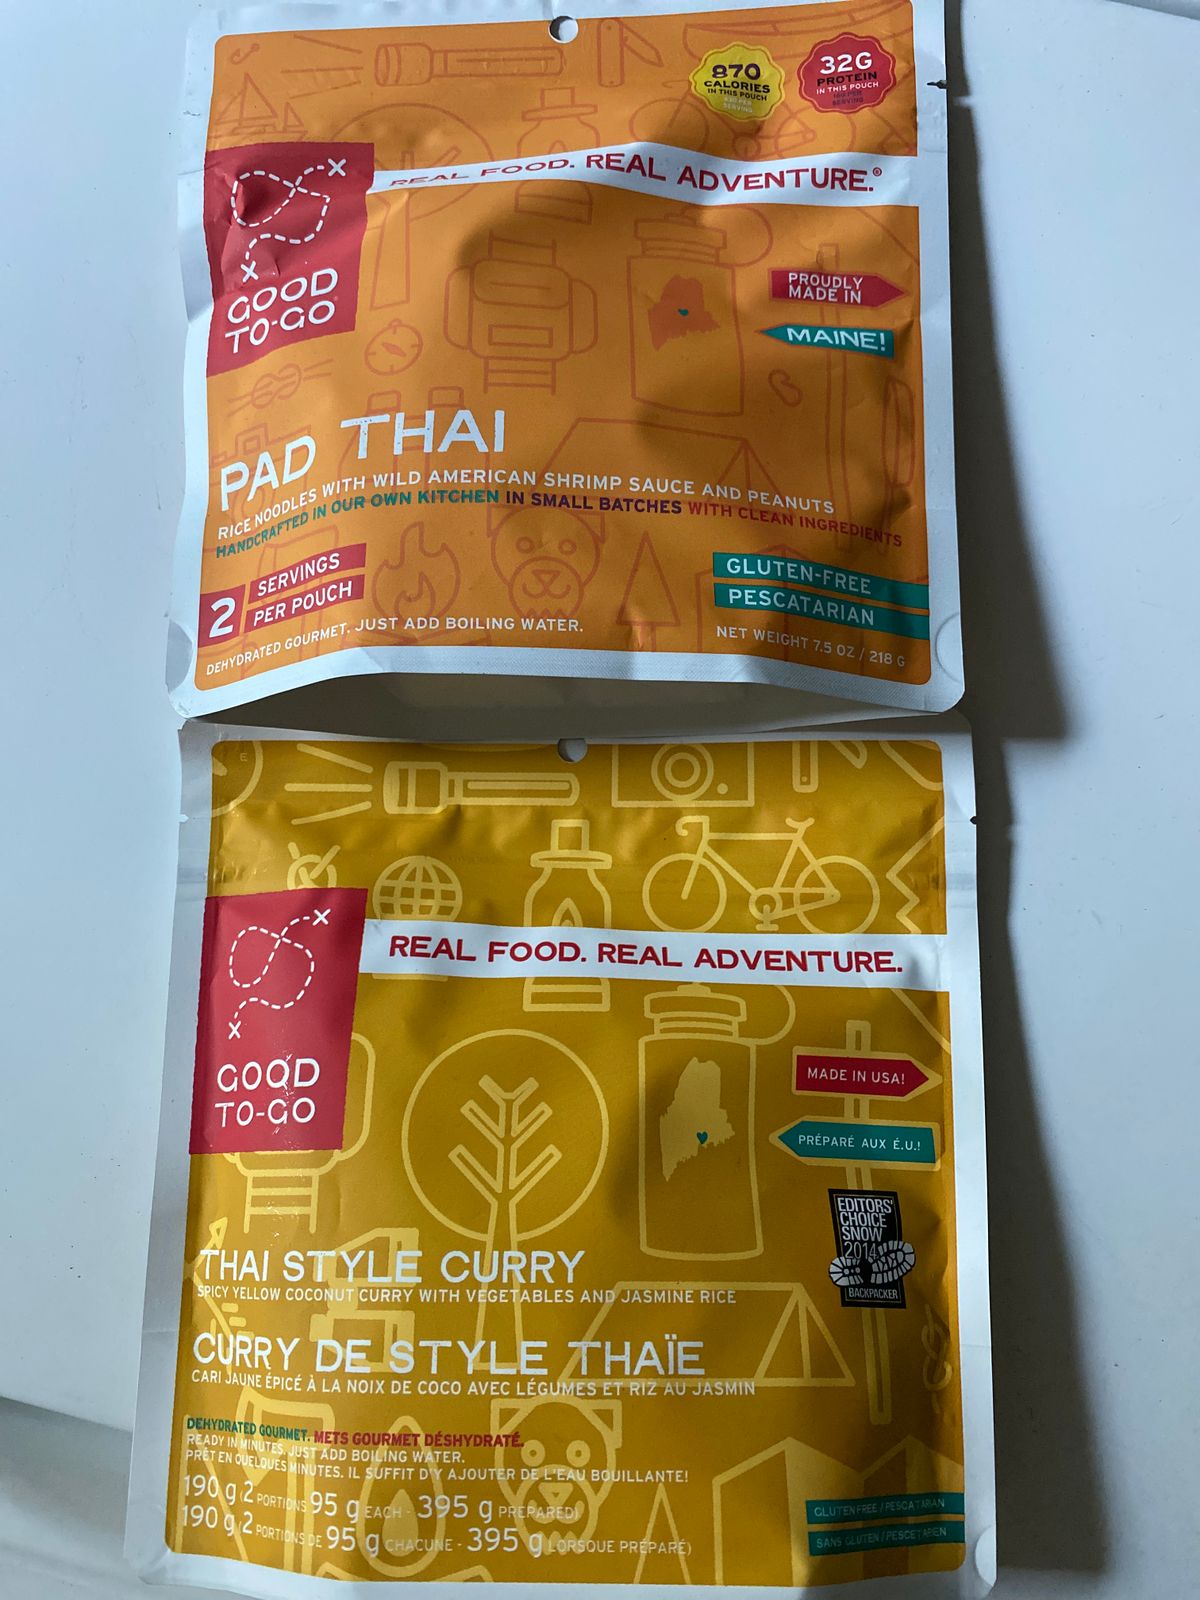 870
CALORIES
IN THIS POUCH
32G
PROTEIN
IN THIS POUCH
REAL FOOD. REAL ADVENTURE.®
GOOD
TO-GO
PROUDLY
MADE IN
MAINE!
PAD THAI
RICE NOODLES WITH WILD AMERICAN SHRIMP SAUCE AND PEANUTS
HANDCRAFTED IN OUR OWN KITCHEN IN SMALL BATCHES WITH CLEAN INGREDIENTS
2 SERVINGS
PER POUCH
GLUTEN-FREE
PESCATARIAN
DEHYDRATED GOURMET. JUST ADD BOILING WATER.
NET WEIGHT 7.5 OZ / 218 G
REAL FOOD. REAL ADVENTURE.
GOOD
TO-GO
MADE IN USA!
PRÉPARÉ AUX É.U.!
EDITORS'
CHOICE
SNOW
2014
BACKPACKER
THAI STYLE CURRY
SPICY YELLOW COCONUT CURRY WITH VEGETABLES AND JASMINE RICE
CURRY DE STYLE THAÏE
CARI JAUNE ÉPICÉ À LA NOIX DE COCO AVEC LÉGUMES ET RIZ AU JASMIN
DEHYDRATED GOURMET. METS GOURMET DÉSHYDRATÉ.
READY IN MINUTES. JUST ADD BOILING WATER.
PRÊT EN QUELQUES MINUTES. IL SUFFIT D'Y AJOUTER DE L'EAU BOUILLANTE!
190 g (2 PORTIONS 95 g EACH - 395 g PREPARED)
190 g (2 PORTIONS DE 95 g CHACUNE - 395 g LORSQUE PRÉPARÉ)
GLUTEN FREE / PESCATARIAN
SANS GLUTEN / PESCETARIEN